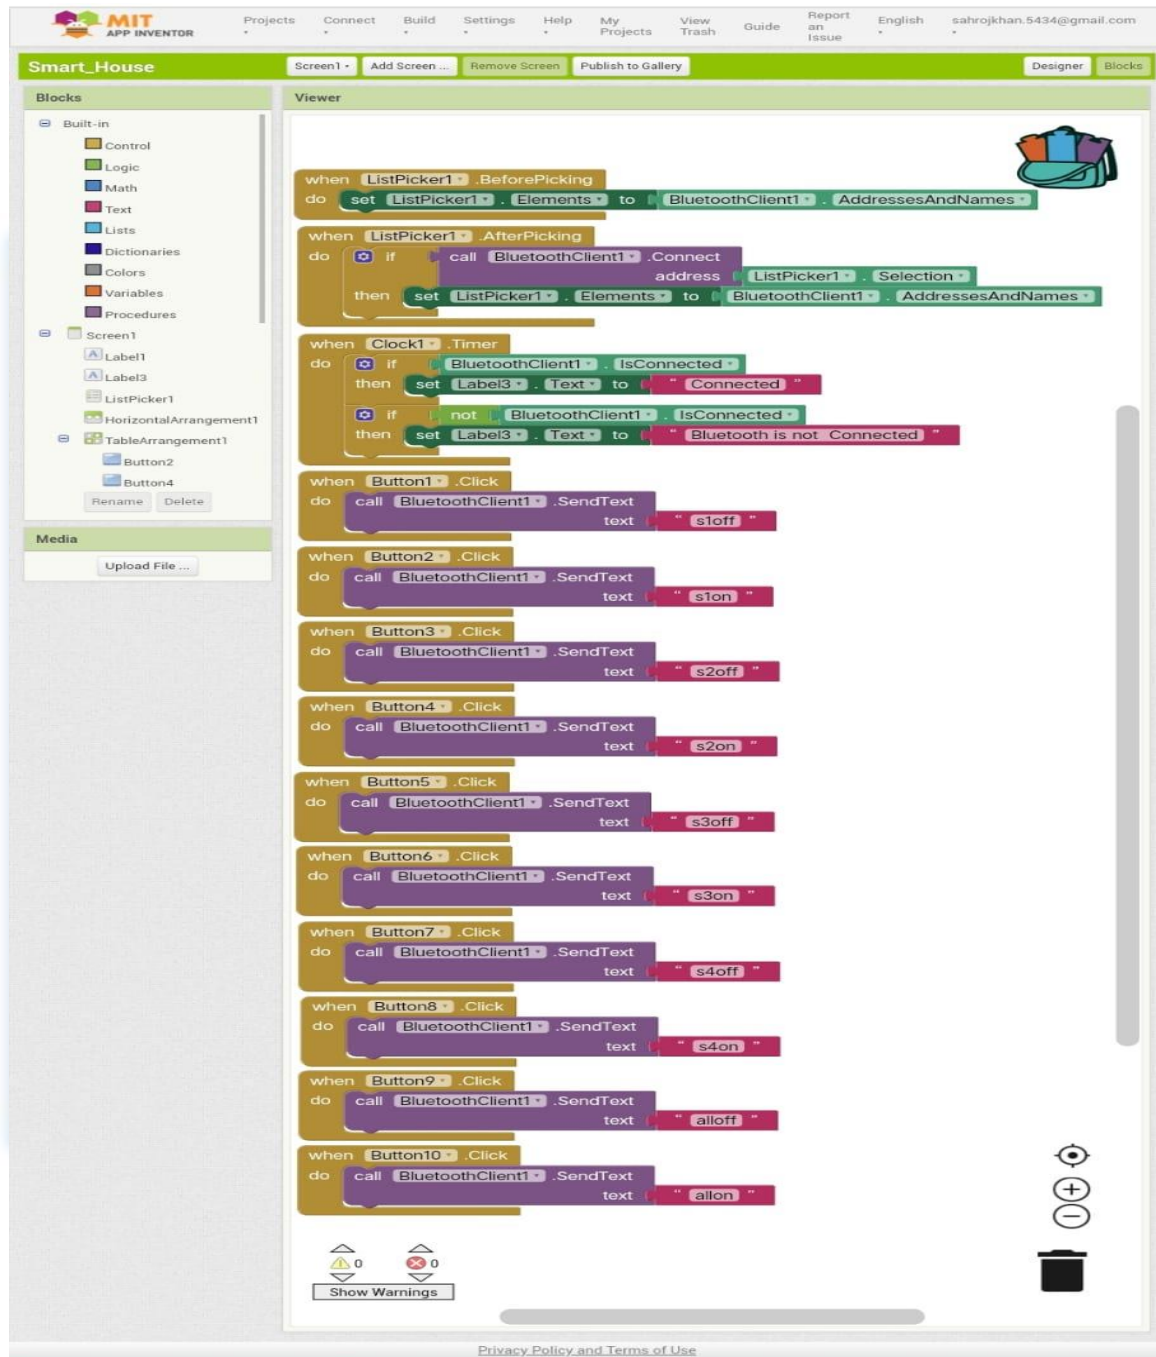 MIT
APP INVENTOR
Projects Connect Build Settings Help My Projects View Trash Guide Report an Issue English sahrojkhan.5434@gmail.com
Smart_House Screen1 Add Screen ... Remove Screen Publish to Gallery Designer Blocks
Blocks
Built-in
Control
Logic
Math
Text
Lists
Dictionaries
Colors
Variables
Procedures
Screen1
Label1
Label3
ListPicker1
HorizontalArrangement1
TableArrangement1
Button2
Button4
Rename Delete
Media
Upload File ...
Viewer
when ListPicker1 .BeforePicking
do set ListPicker1 . Elements to BluetoothClient1 . AddressesAndNames
when ListPicker1 .AfterPicking
do if call BluetoothClient1 .Connect
address ListPicker1 . Selection
then set ListPicker1 . Elements to BluetoothClient1 . AddressesAndNames
when Clock1 .Timer
do if BluetoothClient1 . IsConnected
then set Label3 . Text to " Connected "
if not BluetoothClient1 . IsConnected
then set Label3 . Text to " Bluetooth is not Connected "
when Button1 .Click
do call BluetoothClient1 .SendText
text " s1off "
when Button2 .Click
do call BluetoothClient1 .SendText
text " s1on "
when Button3 .Click
do call BluetoothClient1 .SendText
text " s2off "
when Button4 .Click
do call BluetoothClient1 .SendText
text " s2on "
when Button5 .Click
do call BluetoothClient1 .SendText
text " s3off "
when Button6 .Click
do call BluetoothClient1 .SendText
text " s3on "
when Button7 .Click
do call BluetoothClient1 .SendText
text " s4off "
when Button8 .Click
do call BluetoothClient1 .SendText
text " s4on "
when Button9 .Click
do call BluetoothClient1 .SendText
text " alloff "
when Button10 .Click
do call BluetoothClient1 .SendText
text " allon "
0 0
Show Warnings
Privacy Policy and Terms of Use